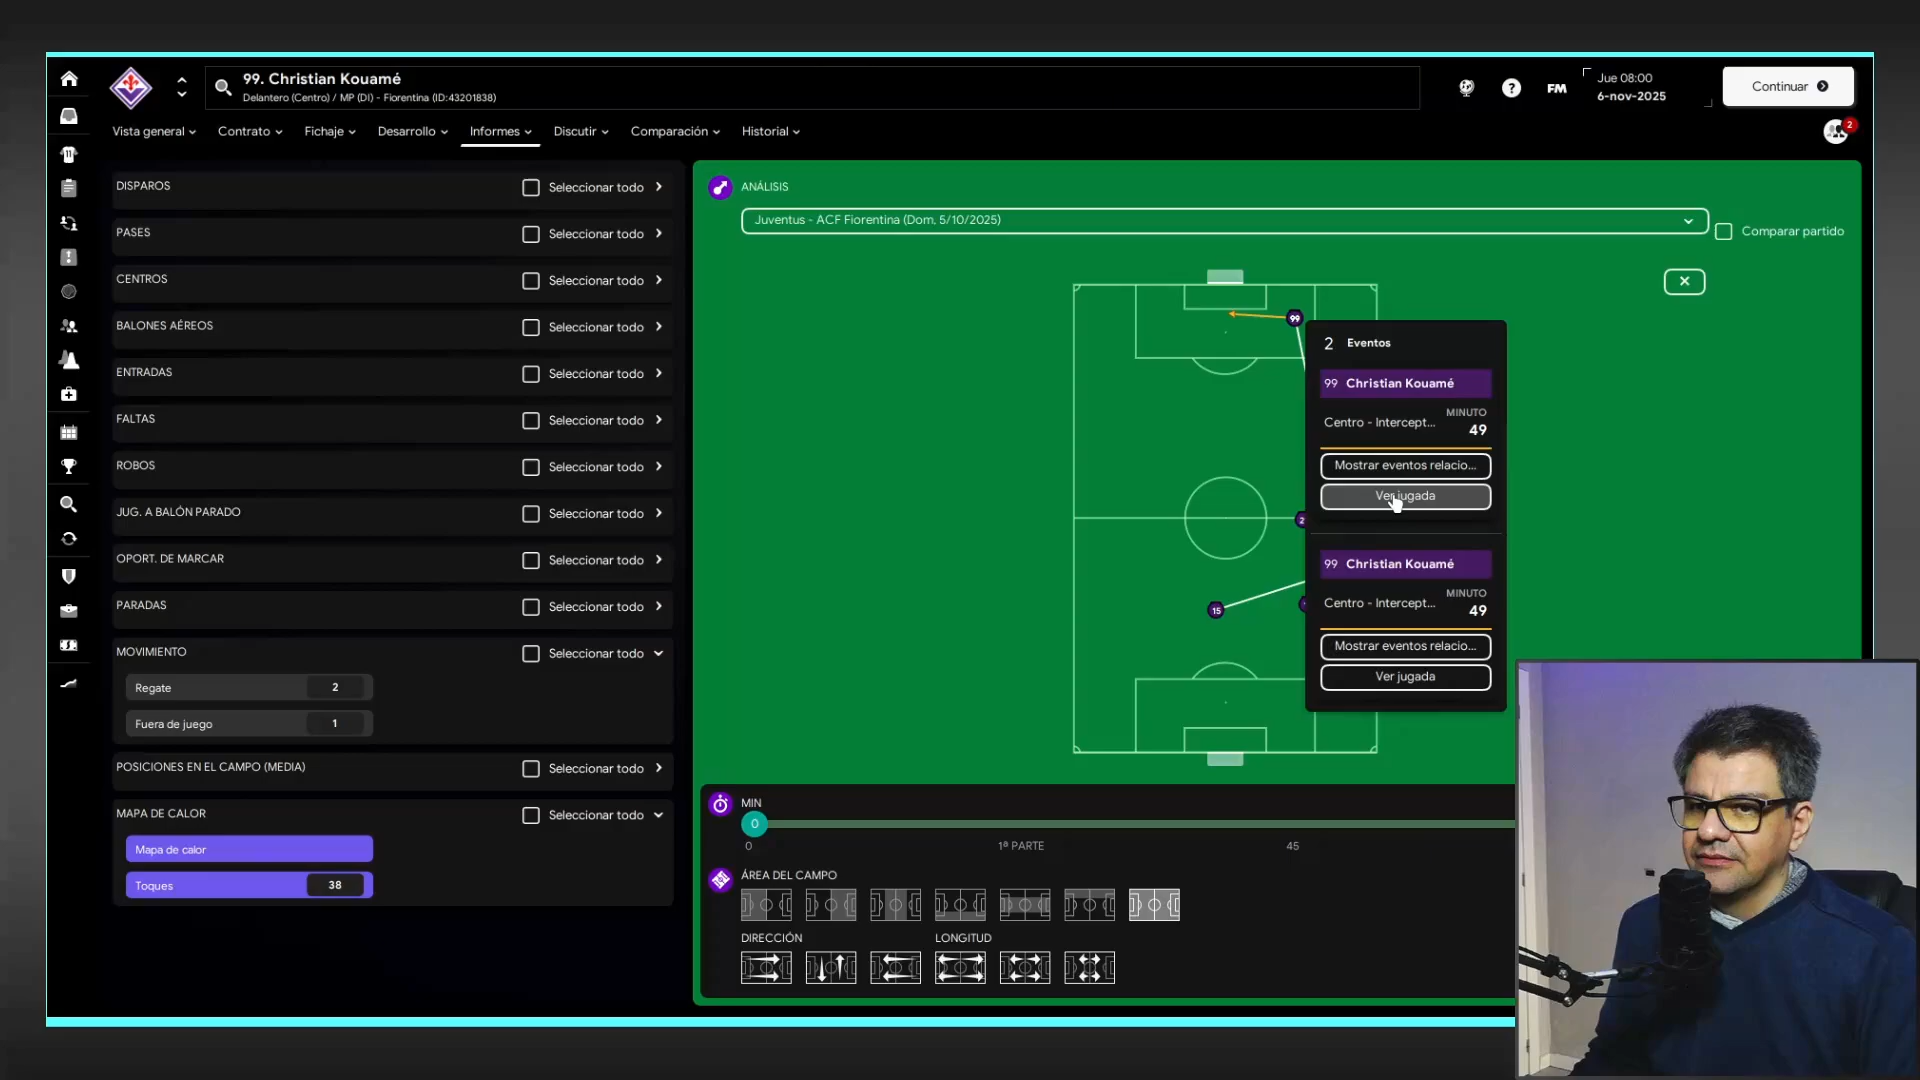 99. Christian Kouamé
Delantero (Centro) / MP (DI) - Fiorentina (ID:43201838)
FM
Jue 08:00
6-nov-2025
Continuar
Vista general
Contrato
Fichaje
Desarrollo
Informes
Discutir
Comparación
Historial
2
DISPAROS
Seleccionar todo
PASES
Seleccionar todo
CENTROS
Seleccionar todo
BALONES AÉREOS
Seleccionar todo
ENTRADAS
Seleccionar todo
FALTAS
Seleccionar todo
ROBOS
Seleccionar todo
JUG. A BALÓN PARADO
Seleccionar todo
OPORT. DE MARCAR
Seleccionar todo
PARADAS
Seleccionar todo
MOVIMIENTO
Seleccionar todo
Regate 2
Fuera de juego 1
POSICIONES EN EL CAMPO (MEDIA)
Seleccionar todo
MAPA DE CALOR
Seleccionar todo
Mapa de calor
Toques 38
ANÁLISIS
Juventus - ACF Fiorentina (Dom. 5/10/2025)
Comparar partido
99
2 Eventos
99 Christian Kouamé
MINUTO
Centro - Intercept... 49
Mostrar eventos relacio...
Ver jugada
2
99 Christian Kouamé
MINUTO
Centro - Intercept... 49
15
Mostrar eventos relacio...
Ver jugada
MIN
0
0
1ª PARTE
45
ÁREA DEL CAMPO
DIRECCIÓN
LONGITUD